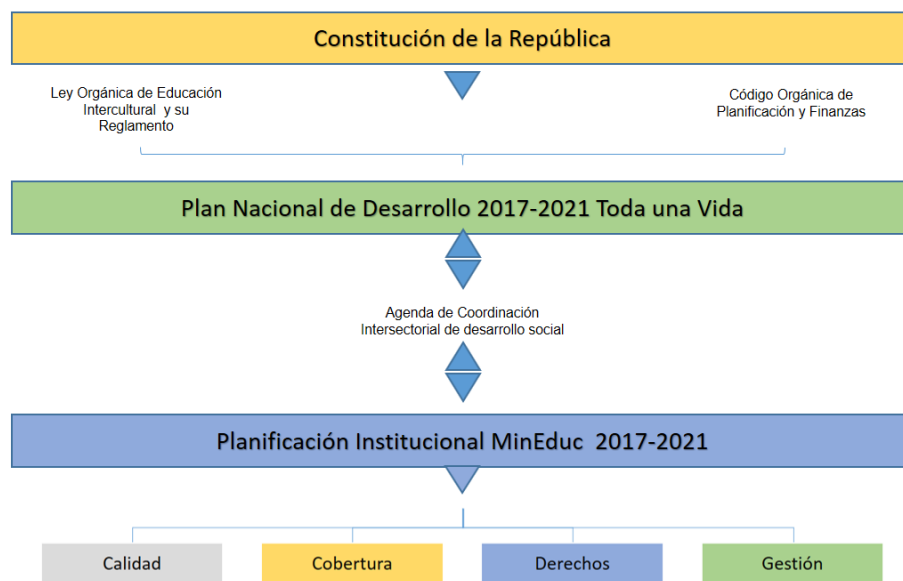 Constitución de la República
Ley Orgánica de Educación
Intercultural y su
Reglamento
Código Orgánica de
Planificación y Finanzas
Plan Nacional de Desarrollo 2017-2021 Toda una Vida
Agenda de Coordinación
Intersectorial de desarrollo social
Planificación Institucional MinEduc 2017-2021
Calidad
Cobertura
Derechos
Gestión